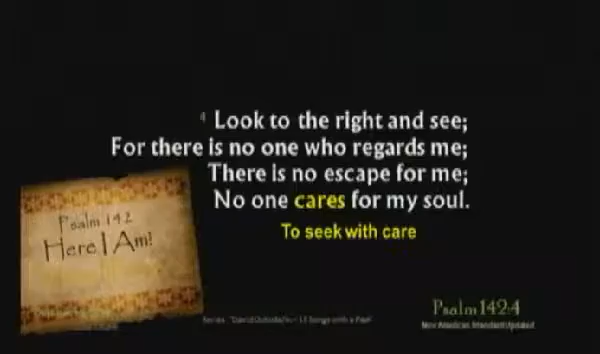 4 Look to the right and see;
For there is no one who regards me;
There is no escape for me;
No one cares for my soul.
To seek with care
Psalm 142
Here I Am!
Psalm 142:4
New American Standard Updated